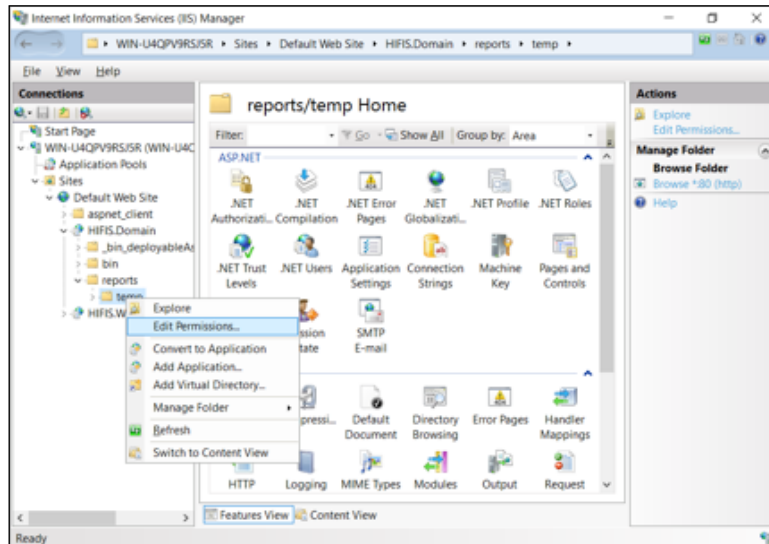 Internet Information Services (IIS) Manager
WIN-U4QPV9RSJ5R
Sites
Default Web Site
HIFIS.Domain
reports
temp
File View Help
Connections
Start Page
WIN-U4QPV9RSJ5R (WIN-U4C
Application Pools
Sites
Default Web Site
aspnet_client
HIFIS.Domain
_bin_deployableAs
bin
reports
temp
HIFIS.W
Explore
Edit Permissions...
Convert to Application
Add Application...
Add Virtual Directory...
Manage Folder
Refresh
Switch to Content View
reports/temp Home
Filter: Go Show All Group by: Area
ASP.NET
.NET Authorizati...
.NET Compilation
.NET Error Pages
.NET Globalizati...
.NET Profile
.NET Roles
.NET Trust Levels
.NET Users
Application Settings
Connection Strings
Machine Key
Pages and Controls
ssion tate
SMTP E-mail
pressi...
Default Document
Directory Browsing
Error Pages
Handler Mappings
HTTP
Logging
MIME Types
Modules
Output
Request
Features View
Content View
Actions
Explore
Edit Permissions...
Manage Folder
Browse Folder
Browse *:80 (http)
Help
Ready